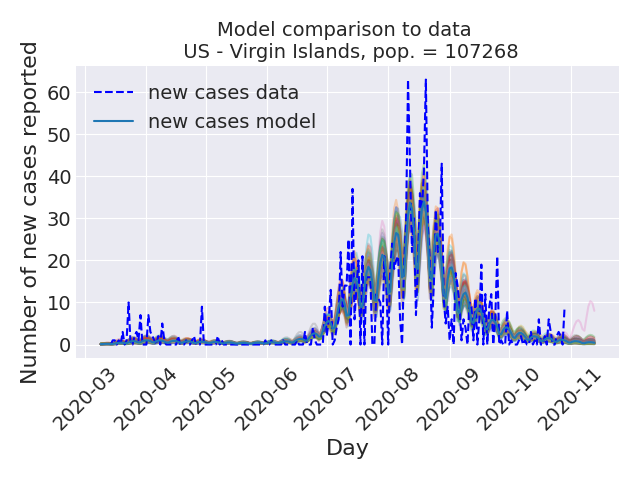 Model comparison to data
US - Virgin Islands, pop. = 107268
Number of new cases reported
60
50
40
30
20
10
0
new cases data
new cases model
2020-03
2020-04
2020-05
2020-06
2020-07
2020-08
2020-09
2020-10
2020-11
Day